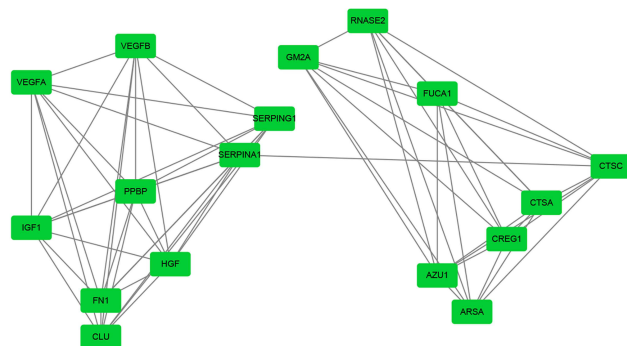 RNASE2
VEGFB
GM2A
VEGFA
FUCA1
SERPING1
SERPINA1
CTSC
PPBP
CTSA
IGF1
CREG1
HGF
AZU1
FN1
ARSA
CLU